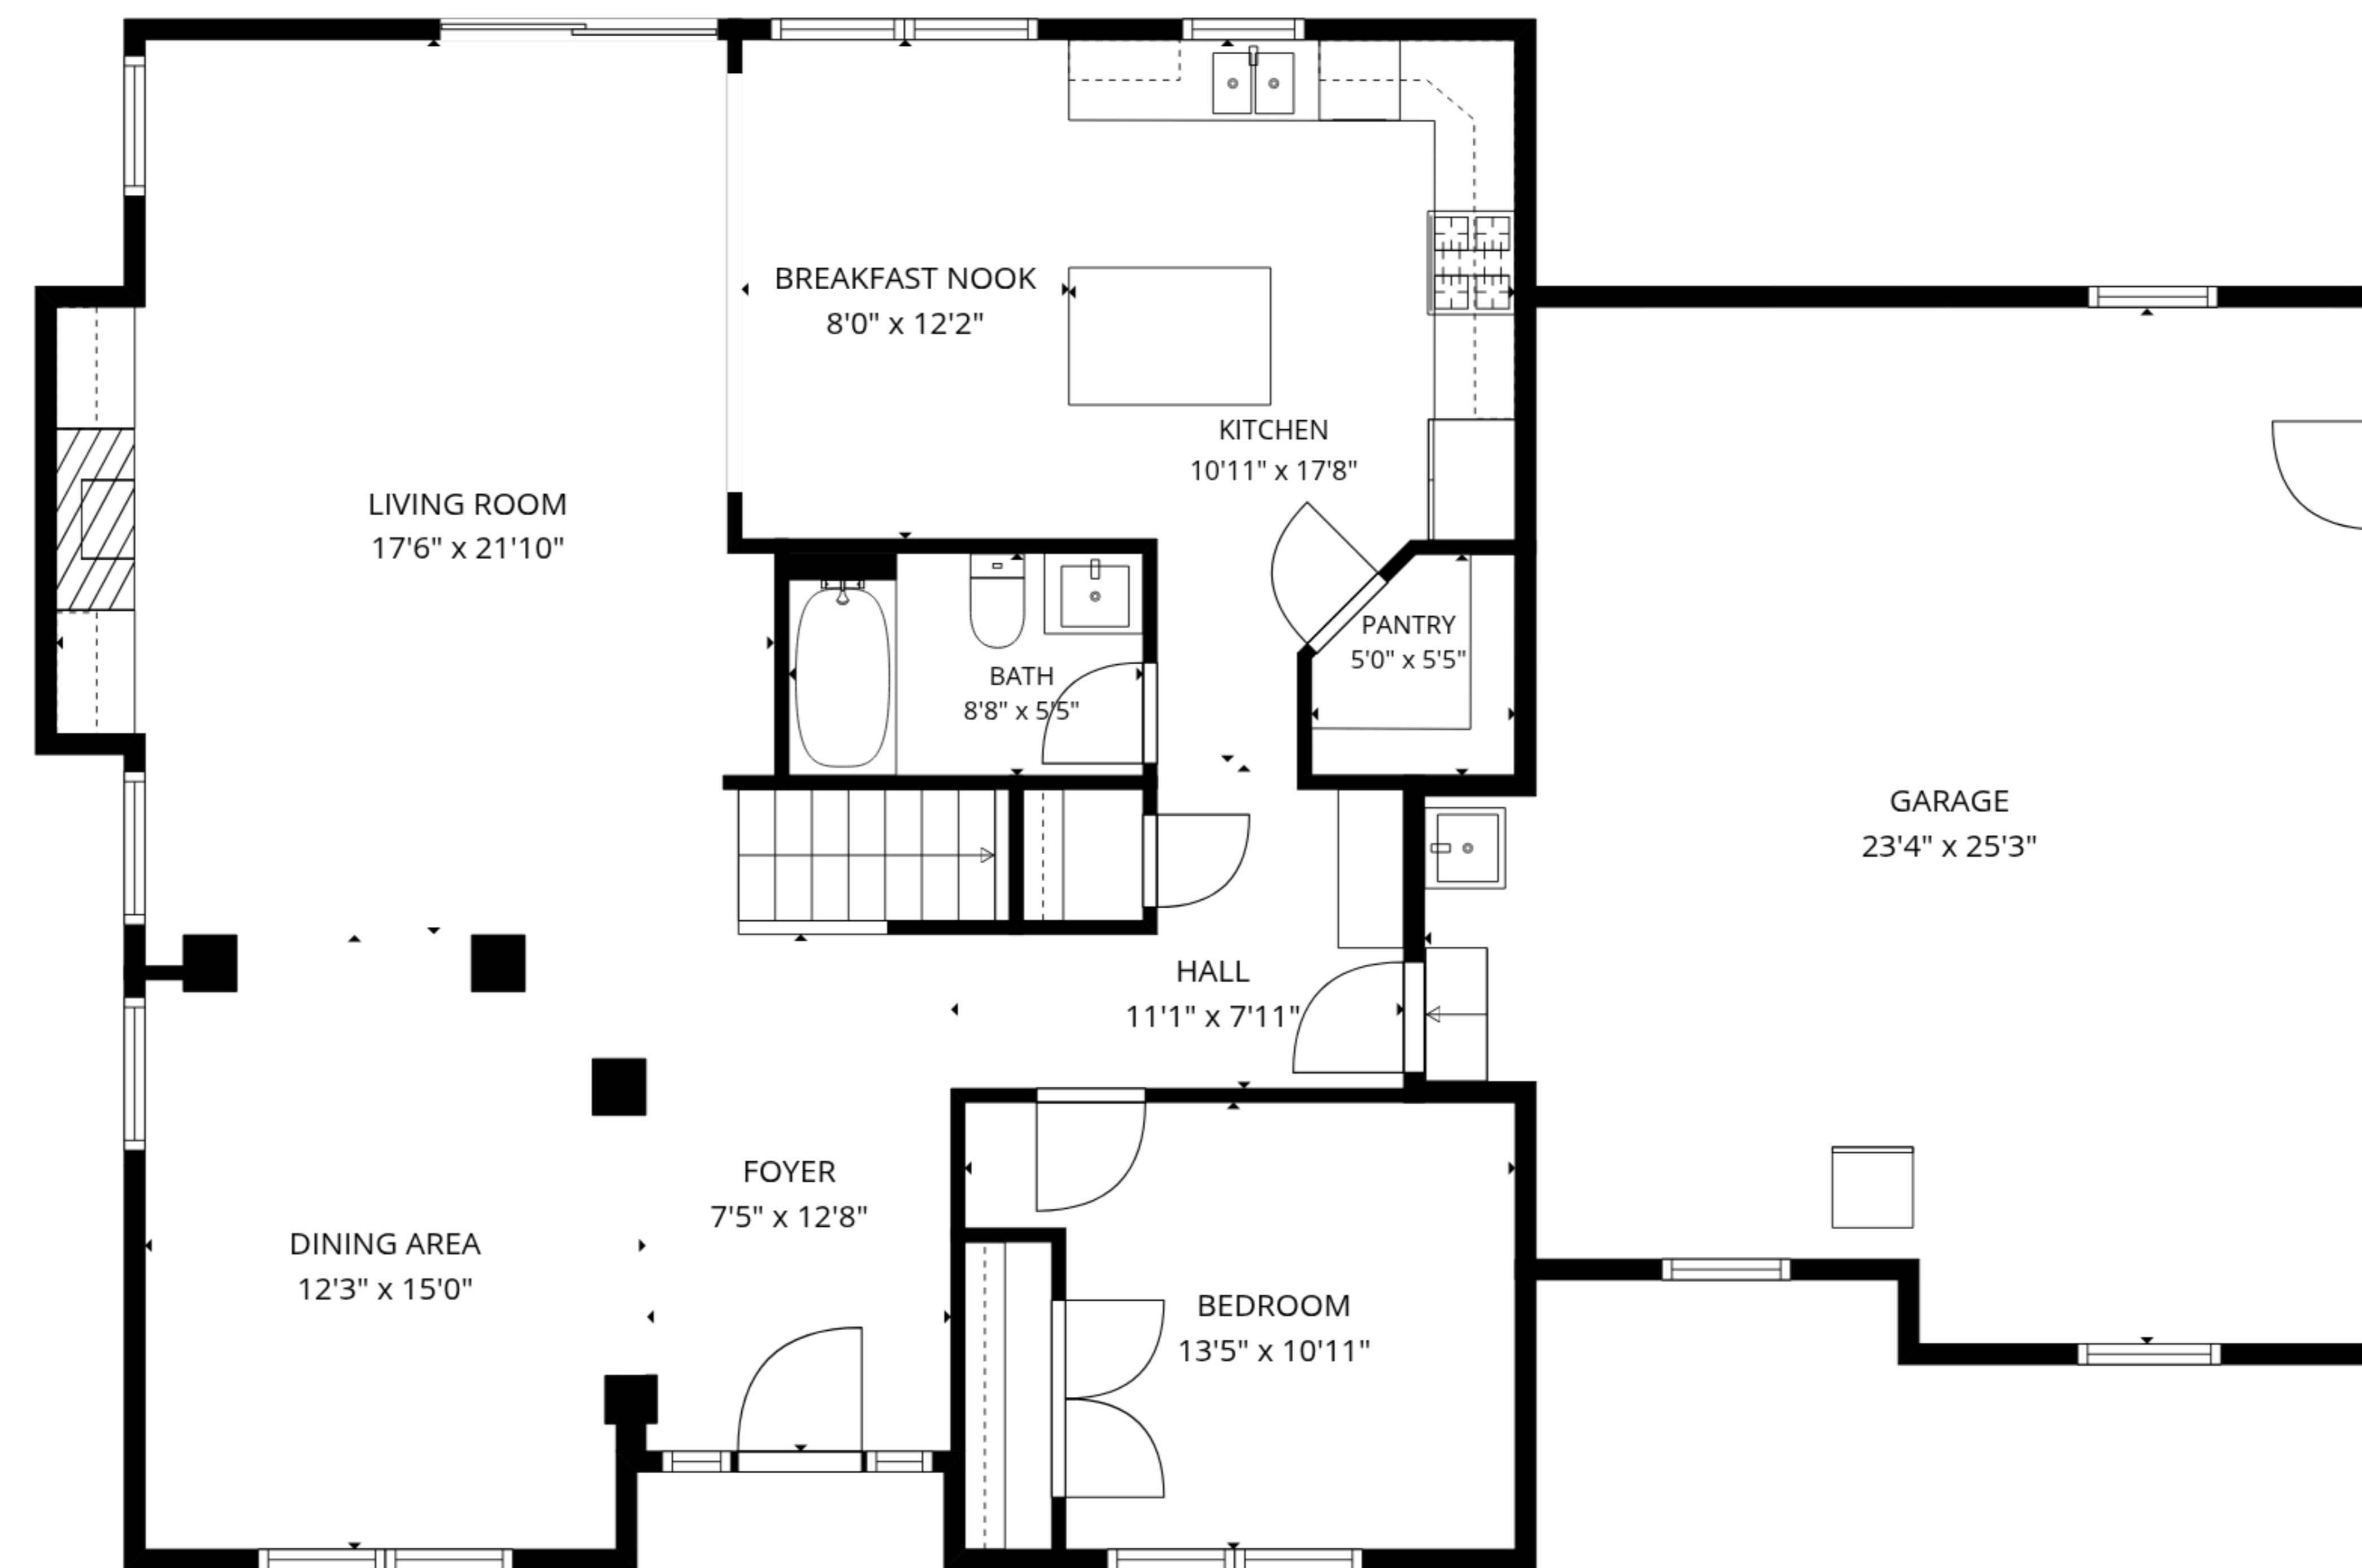 BREAKFAST NOOK
8'0" x 12'2"
KITCHEN
10'11" x 17'8"
LIVING ROOM
17'6" x 21'10"
PANTRY
5'0" x 5'5"
BATH
8'8" x 5'5"
GARAGE
23'4" x 25'3"
HALL
11'1" x 7'11"
FOYER
7'5" x 12'8"
DINING AREA
12'3" x 15'0"
BEDROOM
13'5" x 10'11"